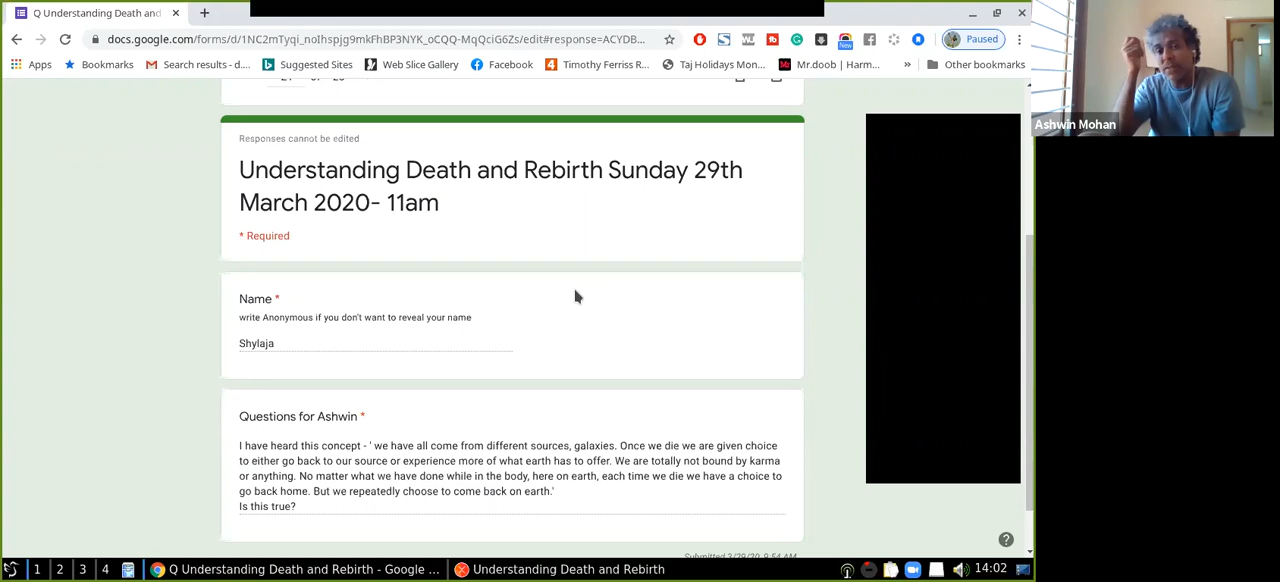 Q Understanding Death and
docs.google.com/forms/d/1NC2mTyqi_noIhspjg9mkFhBP3NYK_oCQQ-MqQciG6Zs/edit#response=ACYDB...
Paused
Apps
Bookmarks
Search results - d...
Suggested Sites
Web Slice Gallery
Facebook
Timothy Ferriss R...
Taj Holidays Mon...
Mr.doob | Harm...
»
Other bookmarks
New
Ashwin Mohan
Responses cannot be edited
Understanding Death and Rebirth Sunday 29th
March 2020- 11am
* Required
Name *
write Anonymous if you don't want to reveal your name
Shylaja
Questions for Ashwin *
I have heard this concept - ' we have all come from different sources, galaxies. Once we die we are given choice
to either go back to our source or experience more of what earth has to offer. We are totally not bound by karma
or anything. No matter what we have done while in the body, here on earth, each time we die we have a choice to
go back home. But we repeatedly choose to come back on earth.'
Is this true?
Submitted 3/29/20, 9:54 AM
1
2
3
4
Q Understanding Death and Rebirth - Google ...
Understanding Death and Rebirth
14:02